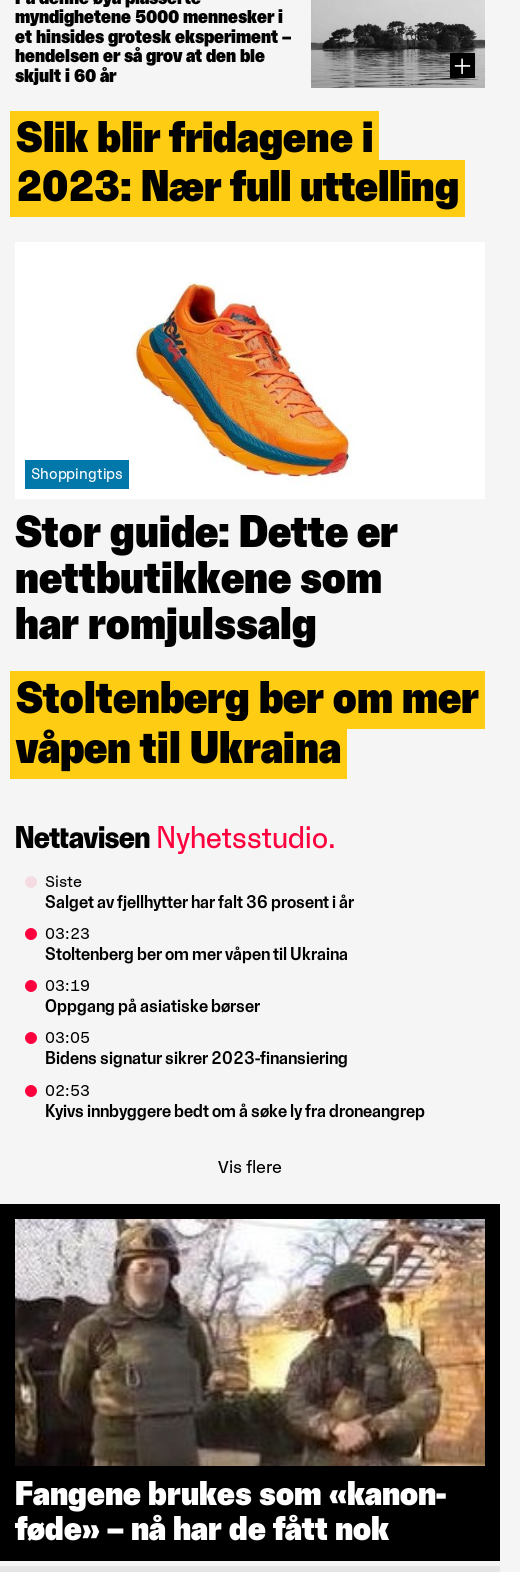 myndighetene 5000 mennesker i
et hinsides grotesk eksperiment –
hendelsen er så grov at den ble
skjult i 60 år
Slik blir fridagene i
2023: Nær full uttelling
HOKA
Shoppingtips
Stor guide: Dette er
nettbutikkene som
har romjulssalg
Stoltenberg ber om mer
våpen til Ukraina
Nettavisen Nyhetsstudio.
Siste
Salget av fjellhytter har falt 36 prosent i år
03:23
Stoltenberg ber om mer våpen til Ukraina
03:19
Oppgang på asiatiske børser
03:05
Bidens signatur sikrer 2023-finansiering
02:53
Kyivs innbyggere bedt om å søke ly fra droneangrep
Vis flere
Fangene brukes som «kanon-
føde» – nå har de fått nok